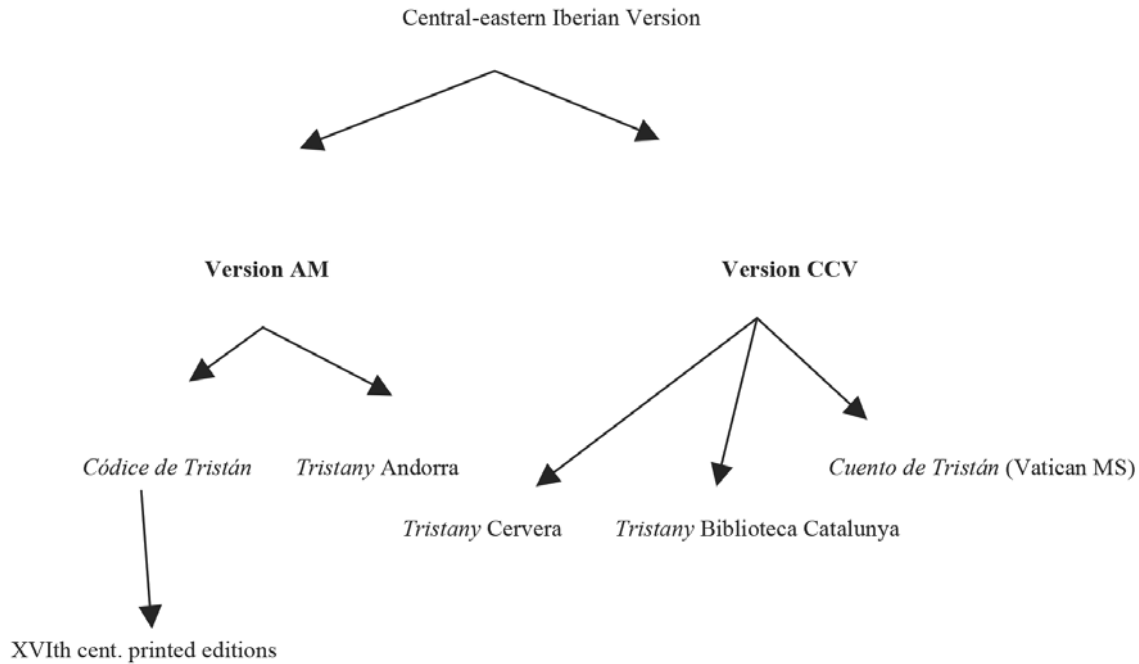 Central-eastern Iberian Version
Version AM
Version CCV
Códice de Tristán
Tristany Andorra
Cuento de Tristán (Vatican MS)
Tristany Cervera
Tristany Biblioteca Catalunya
XVIth cent. printed editions